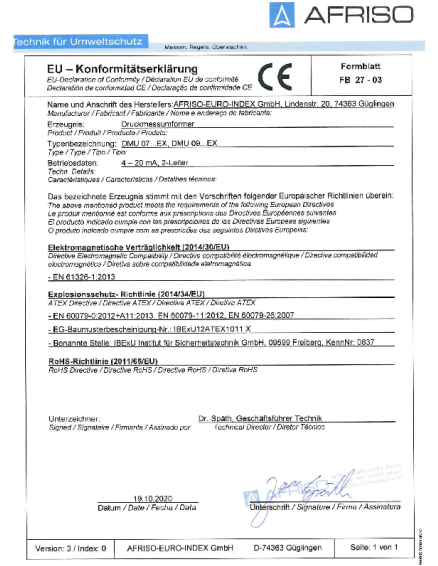 AFRISO
Technik für Umweltschutz
Messen. Regeln. Überwachen.
EU – Konformitätserklärung
EU-Declaration of Conformity / Déclaration EU de conformité
Declaración de conformidad CE / Declaração de confirmidade CE
CE
Formblatt
FB 27 - 03
Name und Anschrift des Herstellers: AFRISO-EURO-INDEX GmbH, Lindenstr. 20, 74363 Güglingen
Manufacturer / Fabricant / Fabricante / Nome e endereço do fabricante:
Erzeugnis: Druckmessumformer
Product / Produit / Producto / Produto:
Typenbezeichnung: DMU 07...EX, DMU 09...EX
Type / Type / Tipo / Tipo:
Betriebsdaten: 4 – 20 mA, 2-Leiter
Techn. Details:
Caractéristiques / Características / Detalhes técnicos:
Das bezeichnete Erzeugnis stimmt mit den Vorschriften folgender Europäischer Richtlinien überein:
The above mentioned product meets the requirements of the following European Directives
Le produit mentionné est conforme aux prescriptions des Directives Européennes suivantes
El producto indicado cumple con las prescripciones de las Directivas Europeas siguientes
O produto indicado cumpre com as prescrições das seguintes Directivas Europeias:
Elektromagnetische Verträglichkeit (2014/30/EU)
Directive Electromagnetic Compatibility / Directive compatibilité électromagnétique / Directiva compatibilidad
electromagnética / Diretiva sobre compatibilidade eletromagnética
- EN 61326-1:2013
Explosionsschutz- Richtlinie (2014/34/EU)
ATEX Directive / Directive ATEX / Directiva ATEX / Diretiva ATEX
- EN 60079-0:2012+A11:2013, EN 60079-11:2012, EN 60079-26:2007
- EG-Baumusterbescheinigung-Nr.: IBExU12ATEX1011 X
- Benannte Stelle: IBExU Institut für Sicherheitstechnik GmbH, 09599 Freiberg, KennNr: 0637
RoHS-Richtlinie (2011/65/EU)
RoHS Directive / Directive RoHS / Directiva RoHS / Diretiva RoHS
Unterzeichner: Dr. Späth, Geschäftsführer Technik
Signed / Signataire / Firmante / Assinado por: Technical Director / Diretor Técnico
19.10.2020
Datum / Date / Fecha / Data
Unterschrift / Signature / Firma / Assinatura
Version: 3 / Index: 0
AFRISO-EURO-INDEX GmbH
D-74363 Güglingen
Seite: 1 von 1